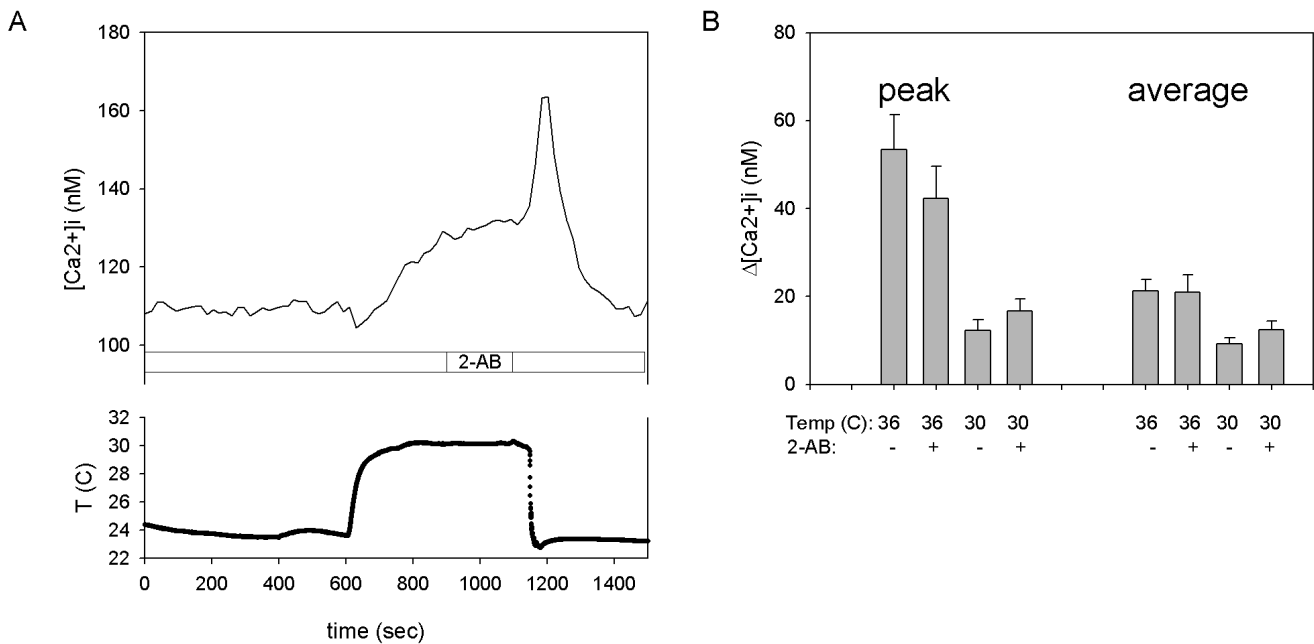 A
180
160
140
120
100
[Ca2+]i (nM)
2-AB
32
30
28
26
24
22
T (C)
0 200 400 600 800 1000 1200 1400
time (sec)
B
80
60
40
20
0
Δ[Ca2+]i (nM)
peak average
Temp (C): 36 36 30 30 36 36 30 30
2-AB: - + - + - + - +